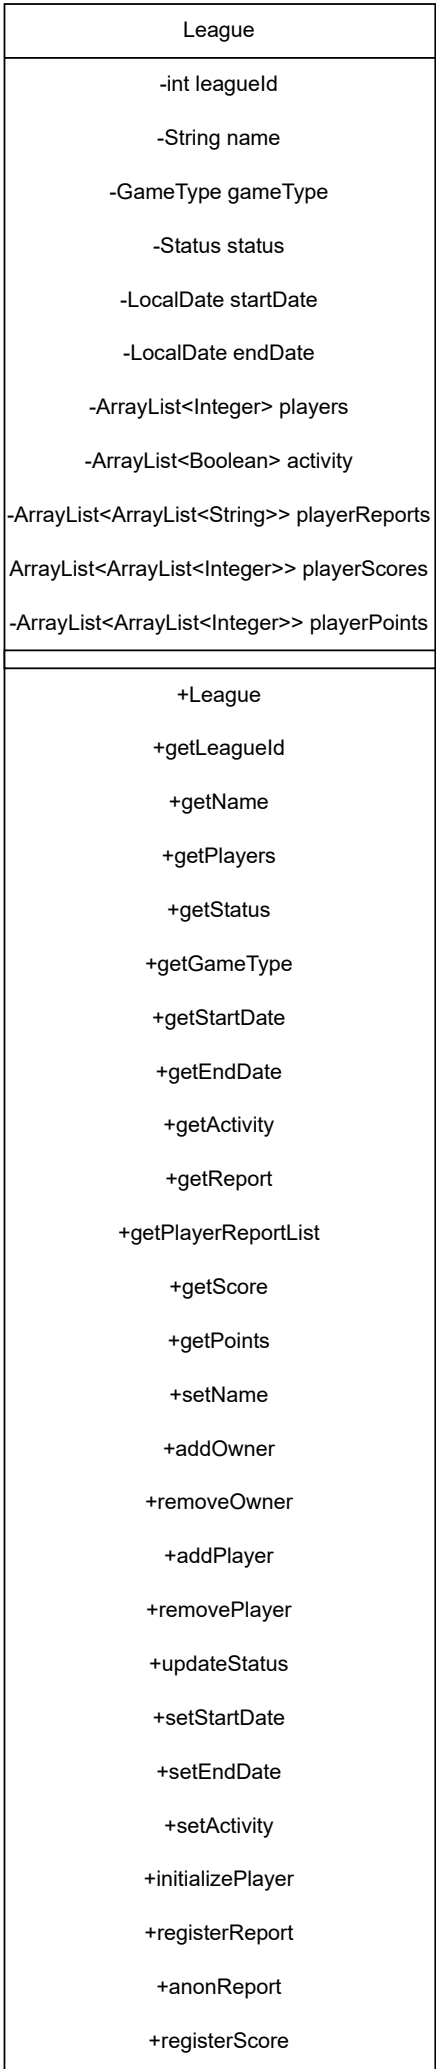 League
-int leagueId
-String name
-GameType gameType
-Status status
-LocalDate startDate
-LocalDate endDate
-ArrayList<Integer> players
-ArrayList<Boolean> activity
-ArrayList<ArrayList<String>> playerReports
ArrayList<ArrayList<Integer>> playerScores
-ArrayList<ArrayList<Integer>> playerPoints
+League
+getLeagueId
+getName
+getPlayers
+getStatus
+getGameType
+getStartDate
+getEndDate
+getActivity
+getReport
+getPlayerReportList
+getScore
+getPoints
+setName
+addOwner
+removeOwner
+addPlayer
+removePlayer
+updateStatus
+setStartDate
+setEndDate
+setActivity
+initializePlayer
+registerReport
+anonReport
+registerScore